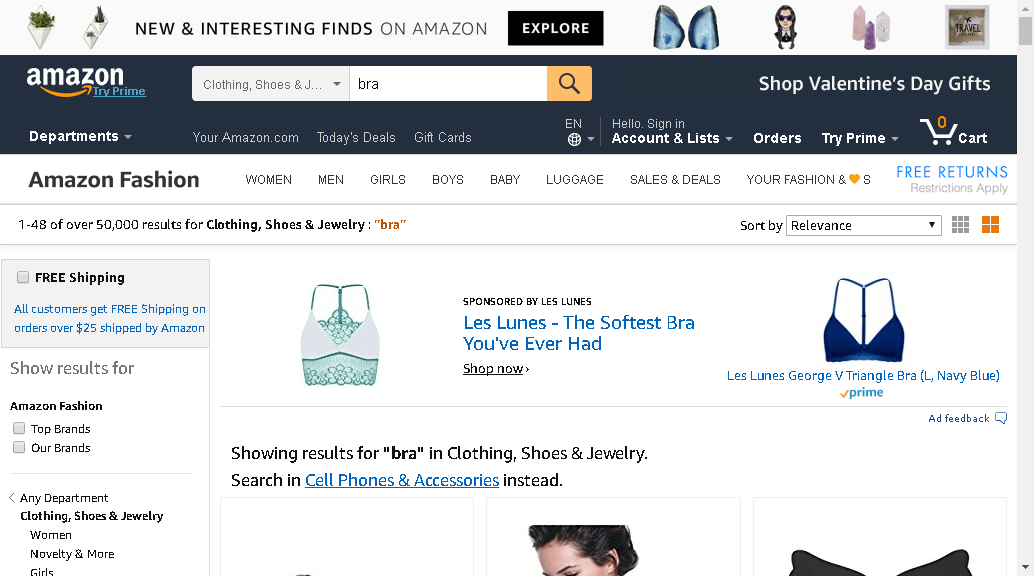 NEW & INTERESTING FINDS ON AMAZON EXPLORE
TRAVEL
amazon
Try Prime
Clothing, Shoes & J...
bra
Shop Valentine's Day Gifts
Departments
Your Amazon.com
Today's Deals
Gift Cards
EN
Hello. Sign in
Account & Lists
Orders
Try Prime
0
Cart
Amazon Fashion
WOMEN
MEN
GIRLS
BOYS
BABY
LUGGAGE
SALES & DEALS
YOUR FASHION & 🧡 S
FREE RETURNS
Restrictions Apply
1-48 of over 50,000 results for Clothing, Shoes & Jewelry : "bra"
Sort by Relevance
FREE Shipping
All customers get FREE Shipping on
orders over $25 shipped by Amazon
Show results for
Amazon Fashion
Top Brands
Our Brands
Any Department
Clothing, Shoes & Jewelry
Women
Novelty & More
Girls
SPONSORED BY LES LUNES
Les Lunes - The Softest Bra
You've Ever Had
Shop now ›
Les Lunes George V Triangle Bra (L, Navy Blue)
prime
Ad feedback
Showing results for "bra" in Clothing, Shoes & Jewelry.
Search in Cell Phones & Accessories instead.